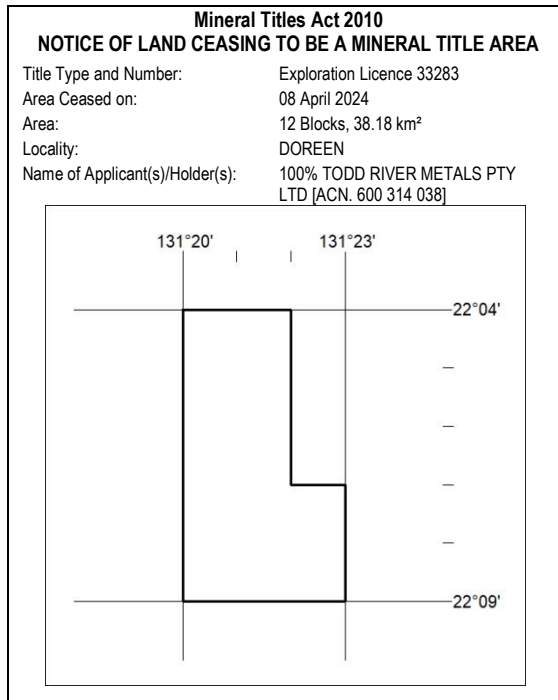 Mineral Titles Act 2010
NOTICE OF LAND CEASING TO BE A MINERAL TITLE AREA
Title Type and Number: Exploration Licence 33283
Area Ceased on: 08 April 2024
Area: 12 Blocks, 38.18 km²
Locality: DOREEN
Name of Applicant(s)/Holder(s): 100% TODD RIVER METALS PTY
LTD [ACN. 600 314 038]
131°20' 131°23'
22°04'
22°09'